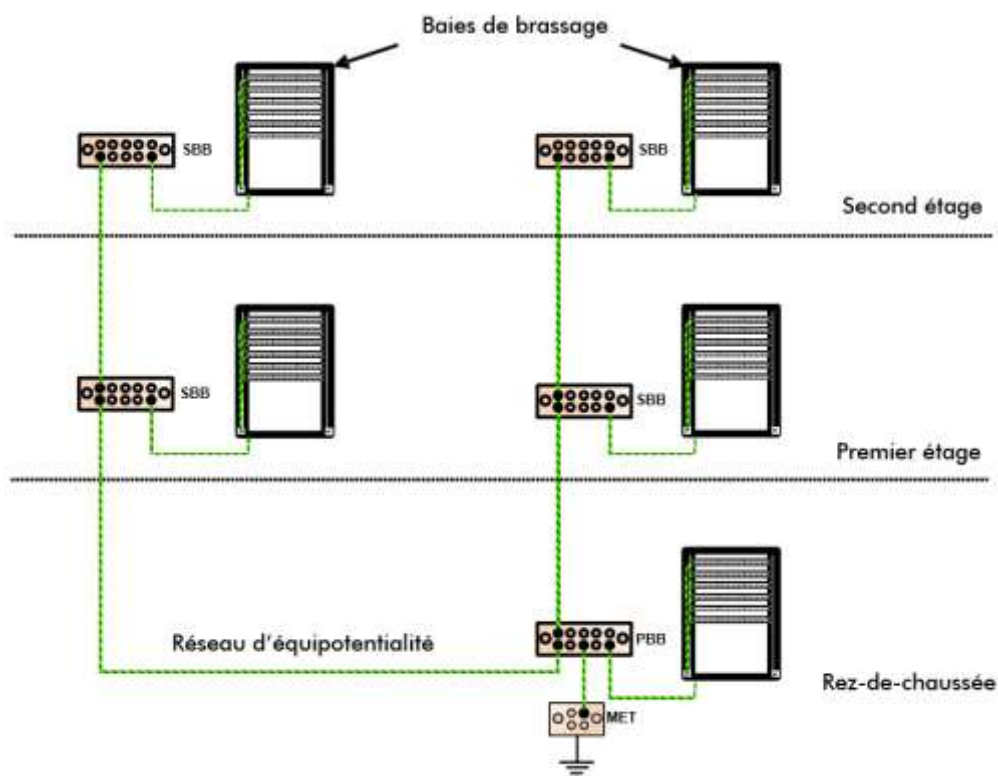 Baies de brassage
SBB
SBB
Second étage
SBB
SBB
Premier étage
Réseau d'équipotentialité
PBB
Rez-de-chaussée
MET